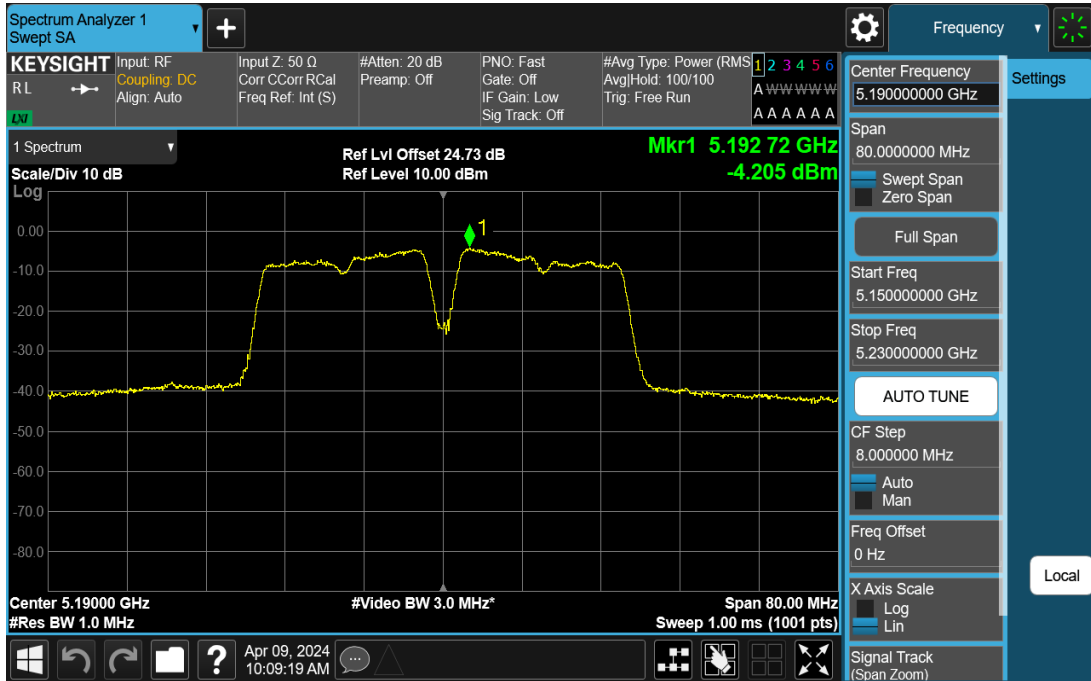 Spectrum Analyzer 1
Swept SA
+
Frequency
KEYSIGHT
R L
LXI
Input: RF
Coupling: DC
Align: Auto
Input Z: 50 Ω
Corr CCorr RCal
Freq Ref: Int (S)
#Atten: 20 dB
Preamp: Off
PNO: Fast
Gate: Off
IF Gain: Low
Sig Track: Off
#Avg Type: Power (RMS
Avg|Hold: 100/100
Trig: Free Run
1 2 3 4 5 6
A W W W W W
A A A A A A
1 Spectrum
Scale/Div 10 dB
Log
Ref Lvl Offset 24.73 dB
Ref Level 10.00 dBm
Mkr1 5.192 72 GHz
-4.205 dBm
1
0.00
-10.0
-20.0
-30.0
-40.0
-50.0
-60.0
-70.0
-80.0
Center 5.19000 GHz
#Res BW 1.0 MHz
#Video BW 3.0 MHz*
Span 80.00 MHz
Sweep 1.00 ms (1001 pts)
Center Frequency
5.190000000 GHz
Span
80.0000000 MHz
Swept Span
Zero Span
Full Span
Start Freq
5.150000000 GHz
Stop Freq
5.230000000 GHz
AUTO TUNE
CF Step
8.000000 MHz
Auto
Man
Freq Offset
0 Hz
X Axis Scale
Log
Lin
Signal Track
(Span Zoom)
Settings
Local
?
Apr 09, 2024
10:09:19 AM